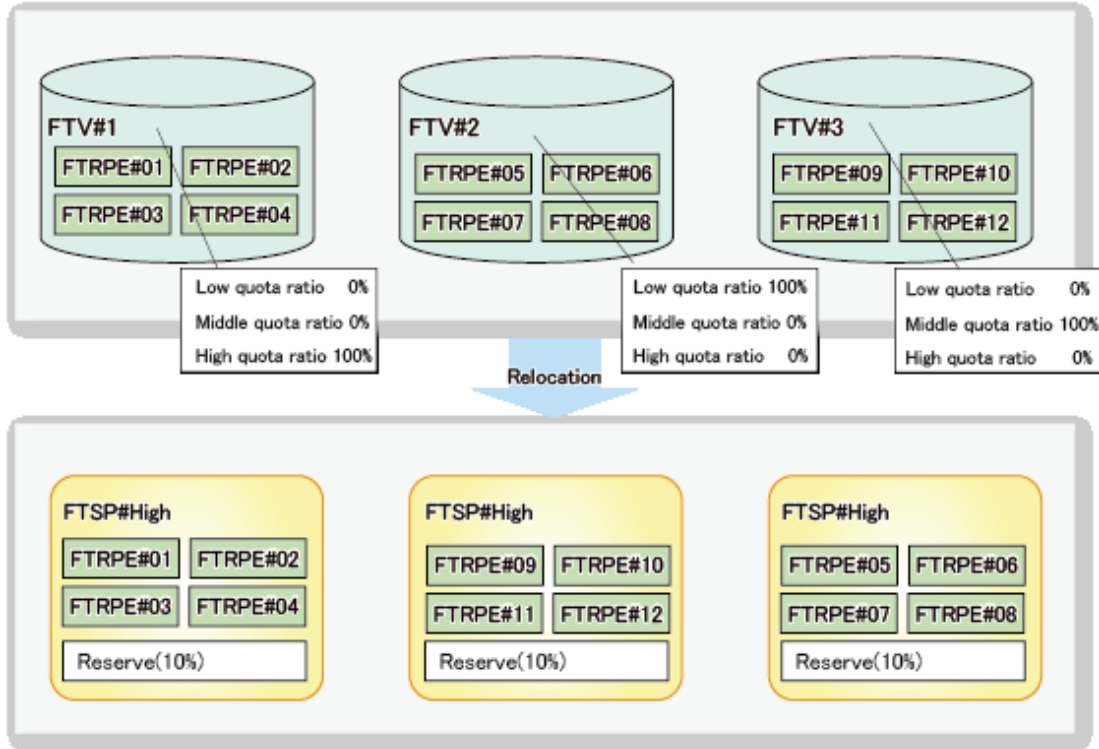 FTV#1
FTRPE#01 FTRPE#02
FTRPE#03 FTRPE#04
Low quota ratio 0%
Middle quota ratio 0%
High quota ratio 100%
FTV#2
FTRPE#05 FTRPE#06
FTRPE#07 FTRPE#08
Low quota ratio 100%
Middle quota ratio 0%
High quota ratio 0%
FTV#3
FTRPE#09 FTRPE#10
FTRPE#11 FTRPE#12
Low quota ratio 0%
Middle quota ratio 100%
High quota ratio 0%
Relocation
FTSP#High
FTRPE#01 FTRPE#02
FTRPE#03 FTRPE#04
Reserve(10%)
FTSP#High
FTRPE#09 FTRPE#10
FTRPE#11 FTRPE#12
Reserve(10%)
FTSP#High
FTRPE#05 FTRPE#06
FTRPE#07 FTRPE#08
Reserve(10%)